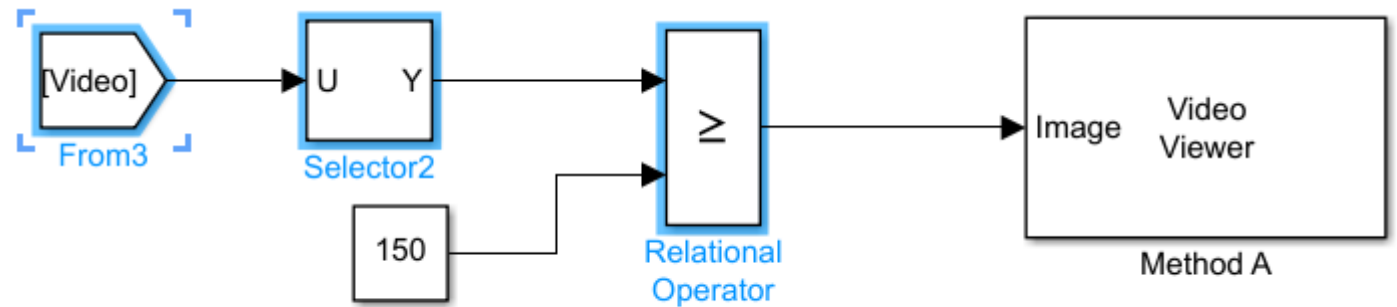 [Video]
From3
U Y
Selector2
150
≥
Relational
Operator
Image
Video
Viewer
Method A